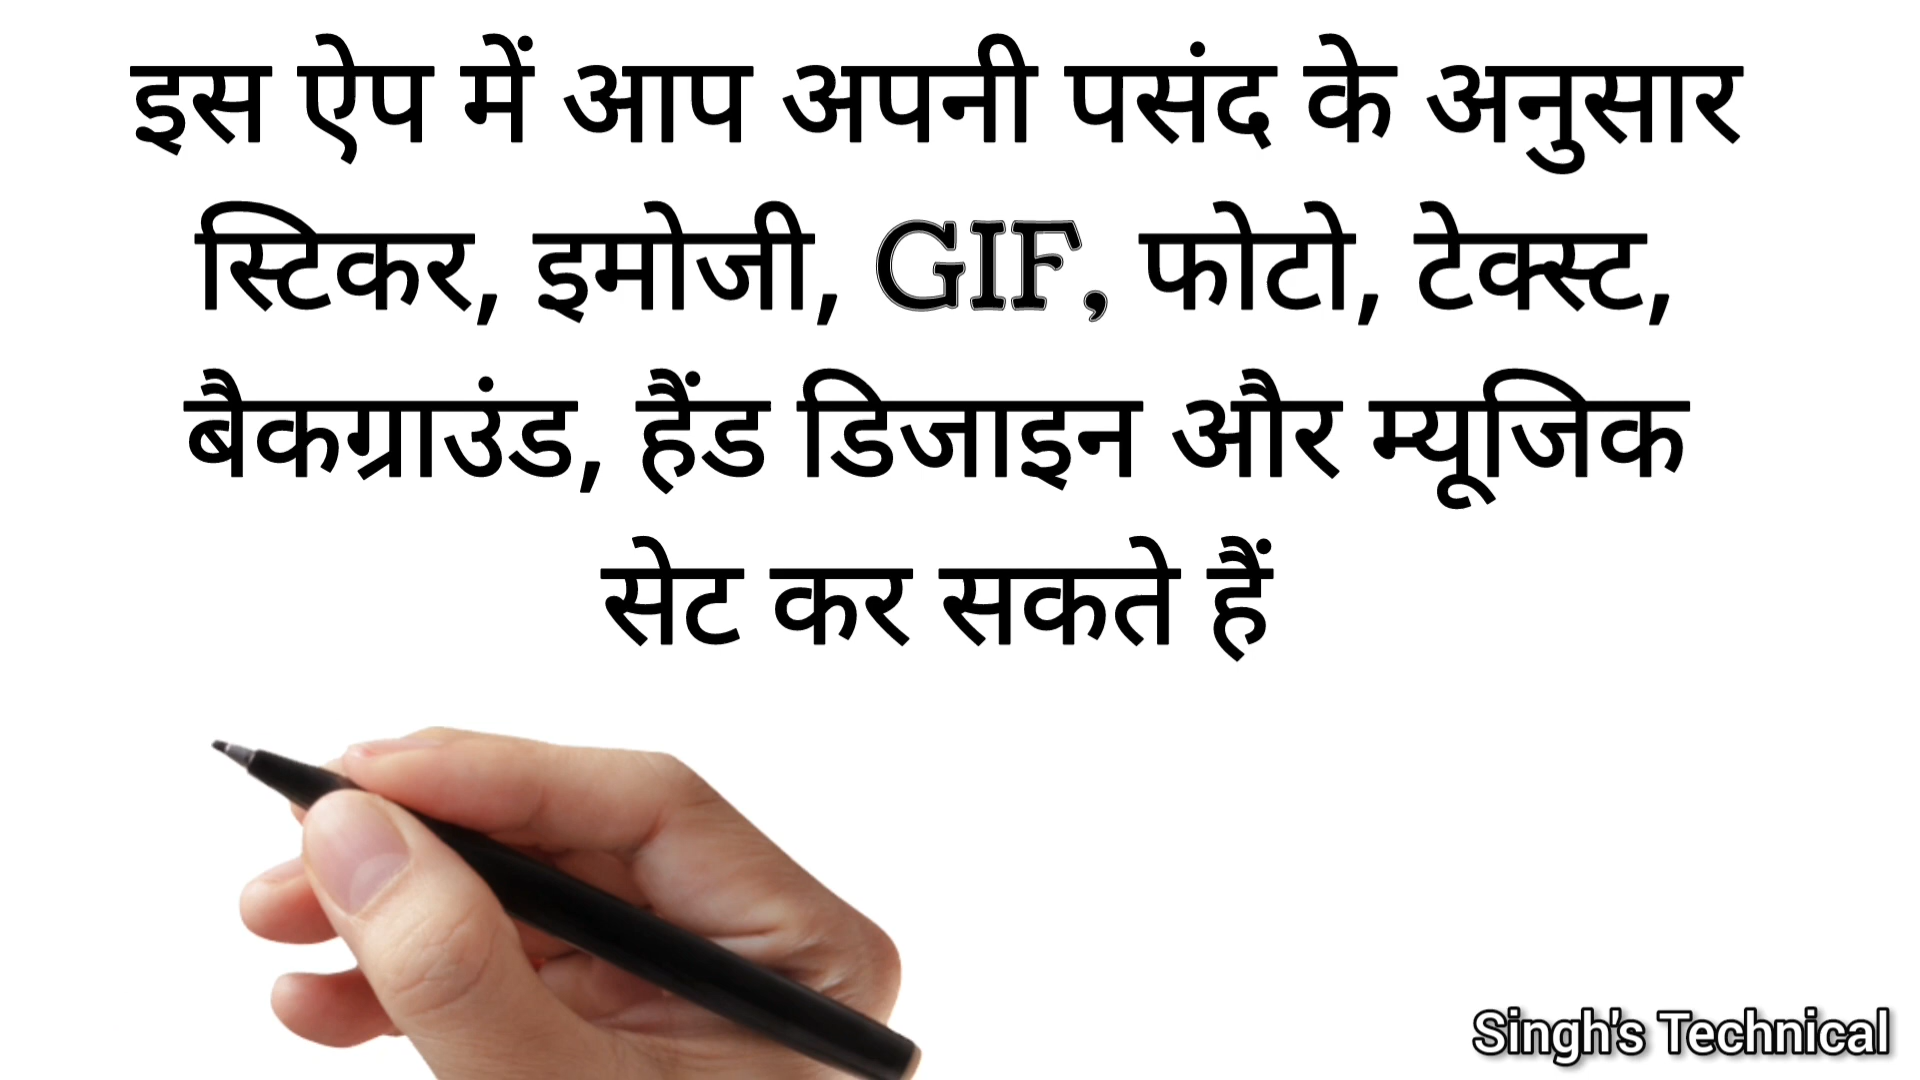 इस ऐप में आप अपनी पसंद के अनुसार
स्टिकर, इमोजी, GIF, फोटो, टेक्स्ट,
बैकग्राउंड, हैंड डिजाइन और म्यूजिक
सेट कर सकते हैं
Singh's Technical